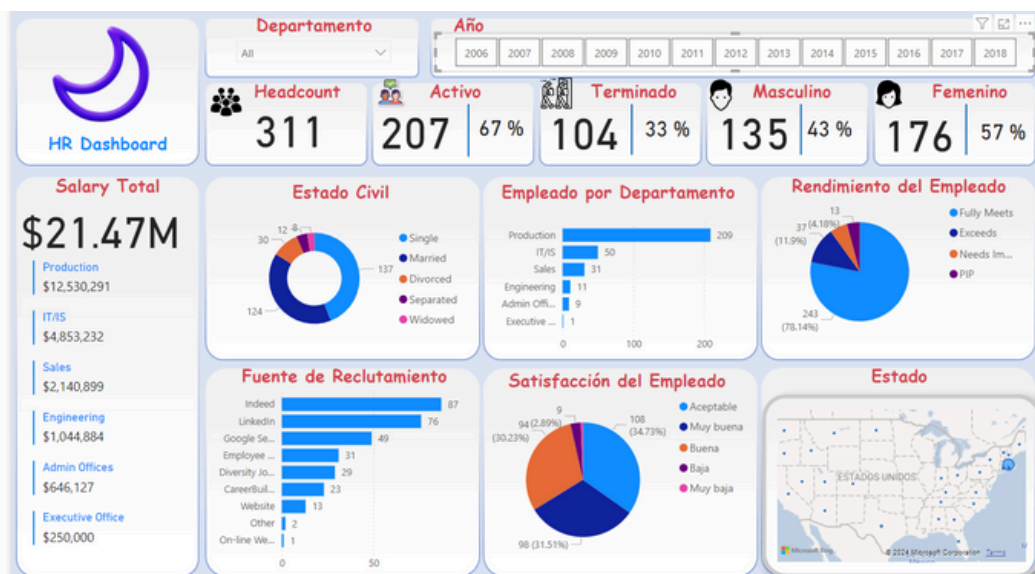 HR Dashboard
Departamento
All
Año
2006 2007 2008 2009 2010 2011 2012 2013 2014 2015 2016 2017 2018
Headcount
311
Activo
207 67 %
Terminado
104 33 %
Masculino
135 43 %
Femenino
176 57 %
Salary Total
$21.47M
Production
$12,530,291
IT/IS
$4,853,232
Sales
$2,140,899
Engineering
$1,044,884
Admin Offices
$646,127
Executive Office
$250,000
Estado Civil
12 8
30
137
124
Single
Married
Divorced
Separated
Widowed
Empleado por Departamento
Production 209
IT/IS 50
Sales 31
Engineering 11
Admin Offi... 9
Executive ... 1
0 100 200
Rendimiento del Empleado
13
(4.18%)
37
(11.9%)
243
(78.14%)
Fully Meets
Exceeds
Needs Im...
PIP
Fuente de Reclutamiento
Indeed 87
LinkedIn 76
Google Se... 49
Employee ... 31
Diversity Jo... 29
CareerBuil... 23
Website 13
Other 2
On-line We... 1
0 50
Satisfacción del Empleado
9
(2.89%)
94
(30.23%)
108
(34.73%)
98 (31.51%)
Aceptable
Muy buena
Buena
Baja
Muy baja
Estado
ESTADOS UNIDOS
Microsoft Bing
© 2024 Microsoft Corporation Terms